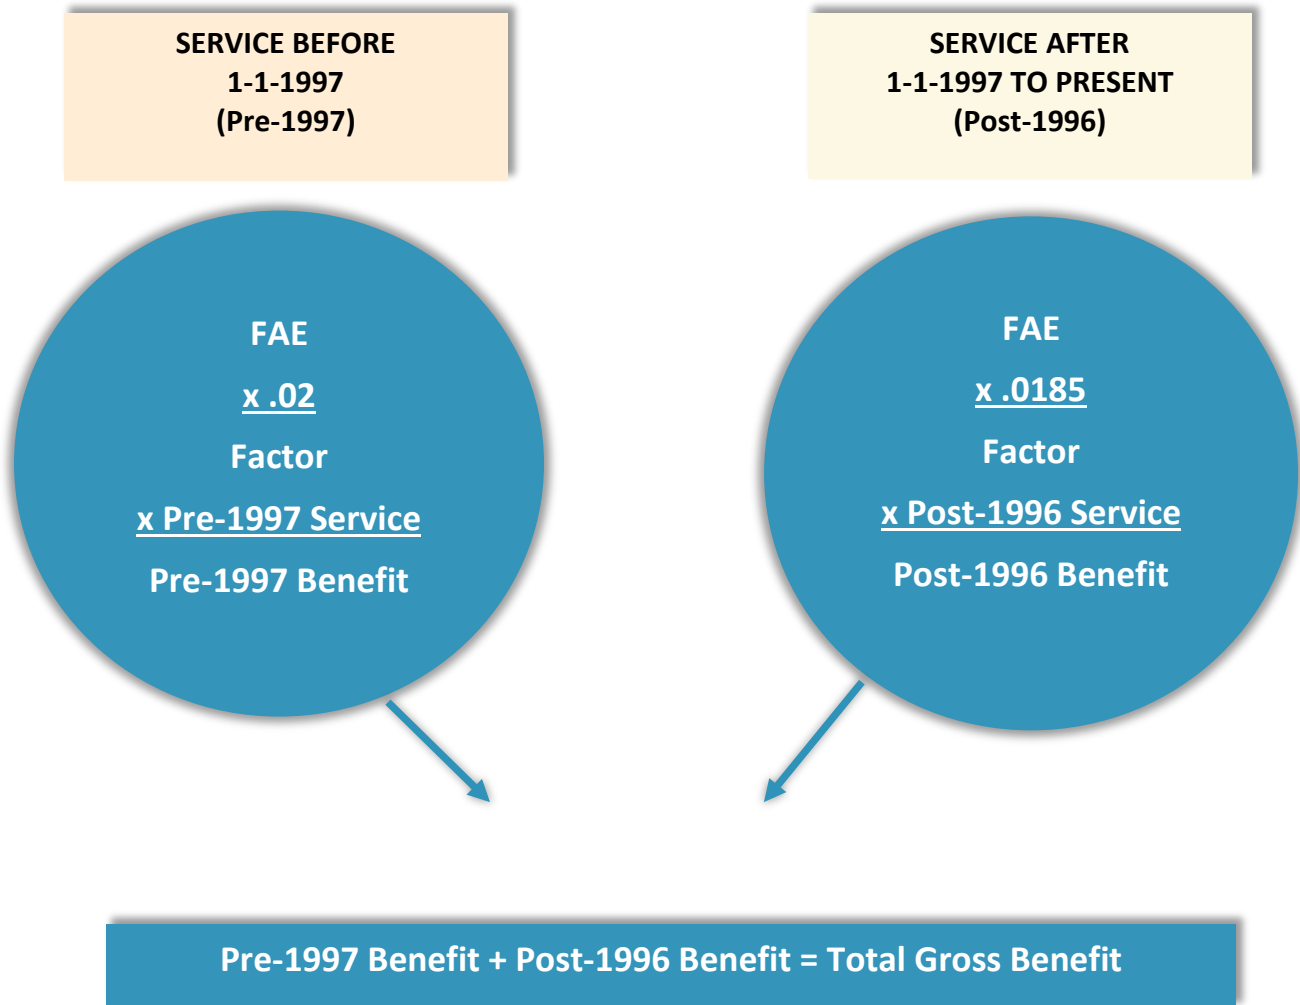 SERVICE BEFORE
1-1-1997
(Pre-1997)
SERVICE AFTER
1-1-1997 TO PRESENT
(Post-1996)
FAE
x .02
Factor
x Pre-1997 Service
Pre-1997 Benefit
FAE
x .0185
Factor
x Post-1996 Service
Post-1996 Benefit
Pre-1997 Benefit + Post-1996 Benefit = Total Gross Benefit